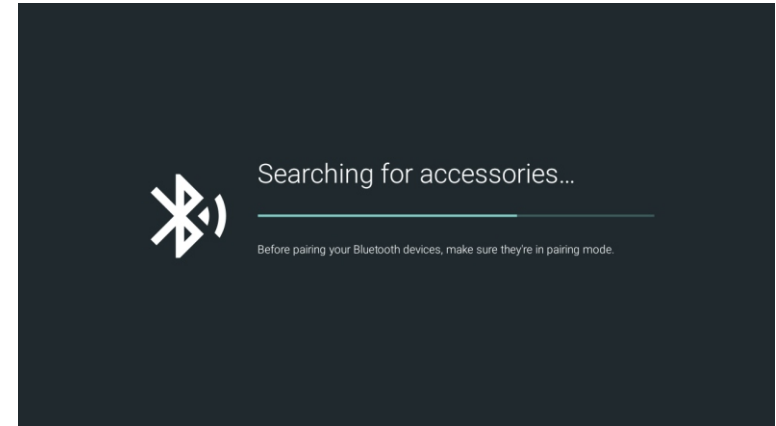 Searching for accessories...
Before pairing your Bluetooth devices, make sure they're in pairing mode.